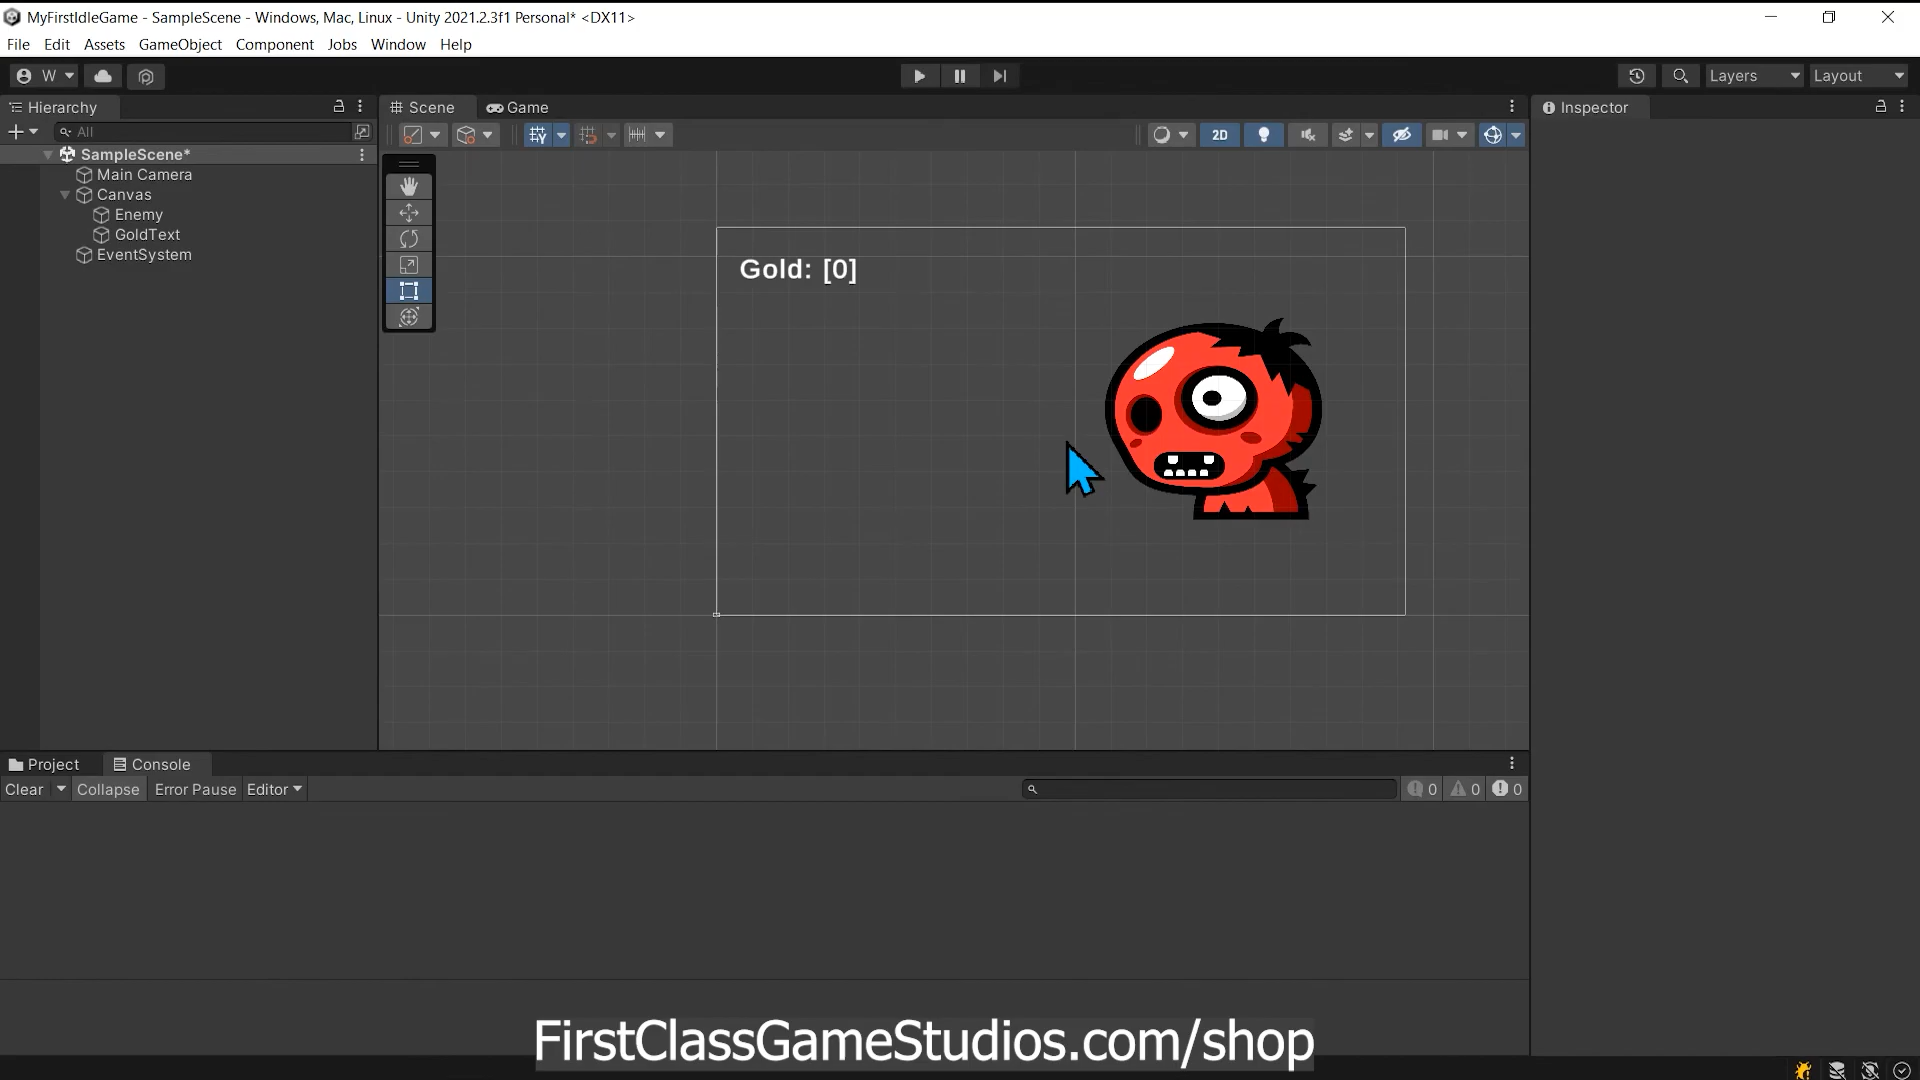 MyFirstIdleGame - SampleScene - Windows, Mac, Linux - Unity 2021.2.3f1 Personal* <DX11>
File Edit Assets GameObject Component Jobs Window Help
W Layers Layout
Hierarchy Scene Game Inspector
All 2D
SampleScene*
Main Camera
Canvas
Enemy
GoldText
EventSystem
Gold: [0]
Project Console
Clear Collapse Error Pause Editor 0 0 0
FirstClassGameStudios.com/shop